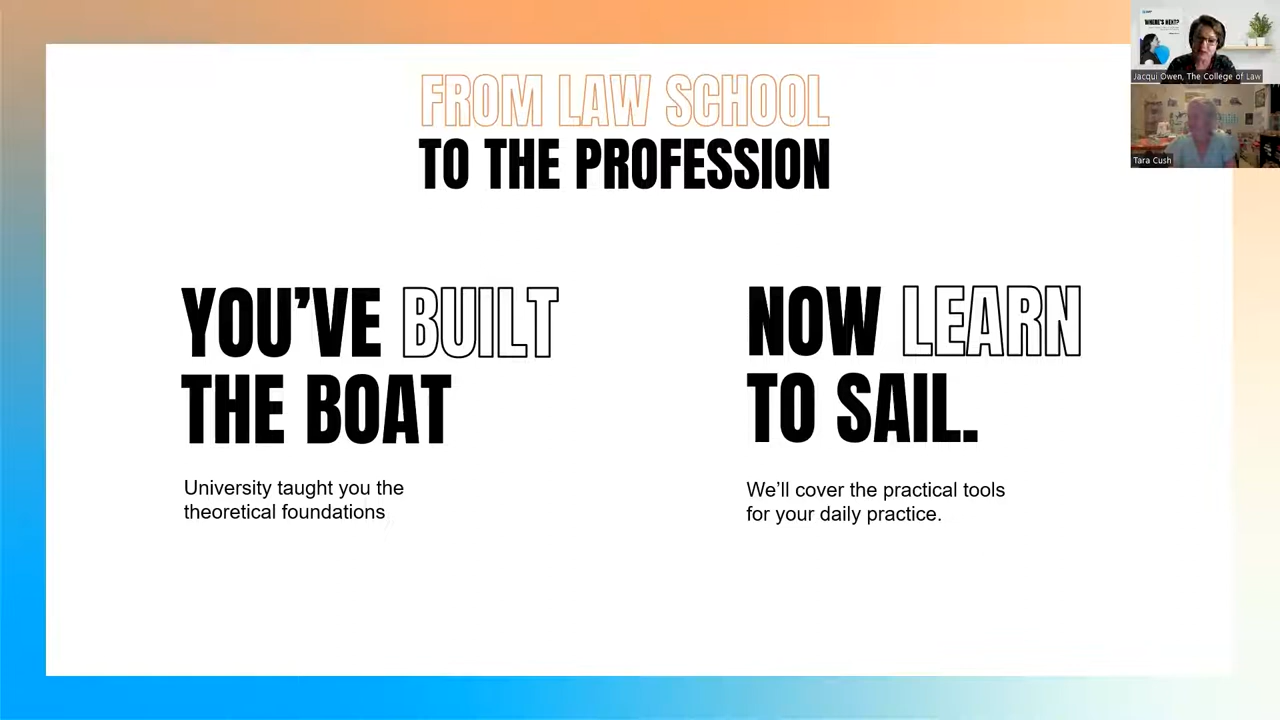 FROM LAW SCHOOL
TO THE PROFESSION
YOU’VE BUILT
THE BOAT
University taught you the
theoretical foundations
NOW LEARN
TO SAIL.
We’ll cover the practical tools
for your daily practice.
WHERE'S NEXT?
Jacqui Owen, The College of Law
Tara Cush